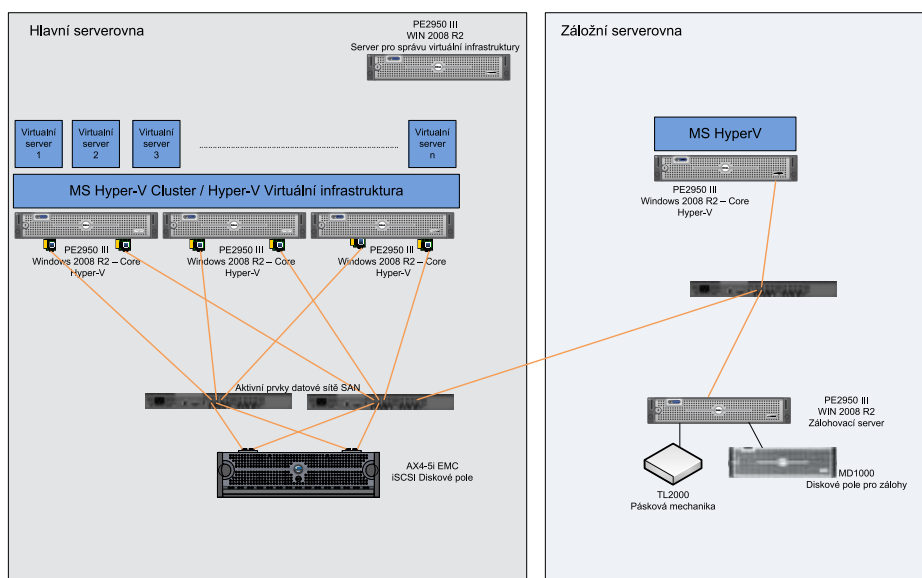 Hlavní serverovna
PE2950 III
WIN 2008 R2
Server pro správu virtuální infrastruktury
Virtualní
server
1
Virtualní
server
2
Virtualní
server
3
Virtualní
server
n
MS Hyper-V Cluster / Hyper-V Virtuální infrastruktura
PE2950 III
Windows 2008 R2 – Core
Hyper-V
PE2950 III
Windows 2008 R2 – Core
Hyper-V
PE2950 III
Windows 2008 R2 – Core
Hyper-V
Aktivní prvky datové sítě SAN
AX4-5i EMC
iSCSI Diskové pole
Záložní serverovna
MS HyperV
PE2950 III
Windows 2008 R2 – Core
Hyper-V
PE2950 III
WIN 2008 R2
Zálohovací server
TL2000
Pásková mechanika
MD1000
Diskové pole pro zálohy